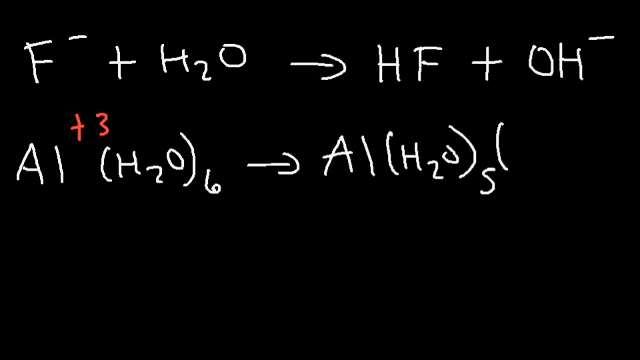 F⁻ + H₂O → HF + OH⁻
Al⁺³(H₂O)₆ → Al(H₂O)₅(